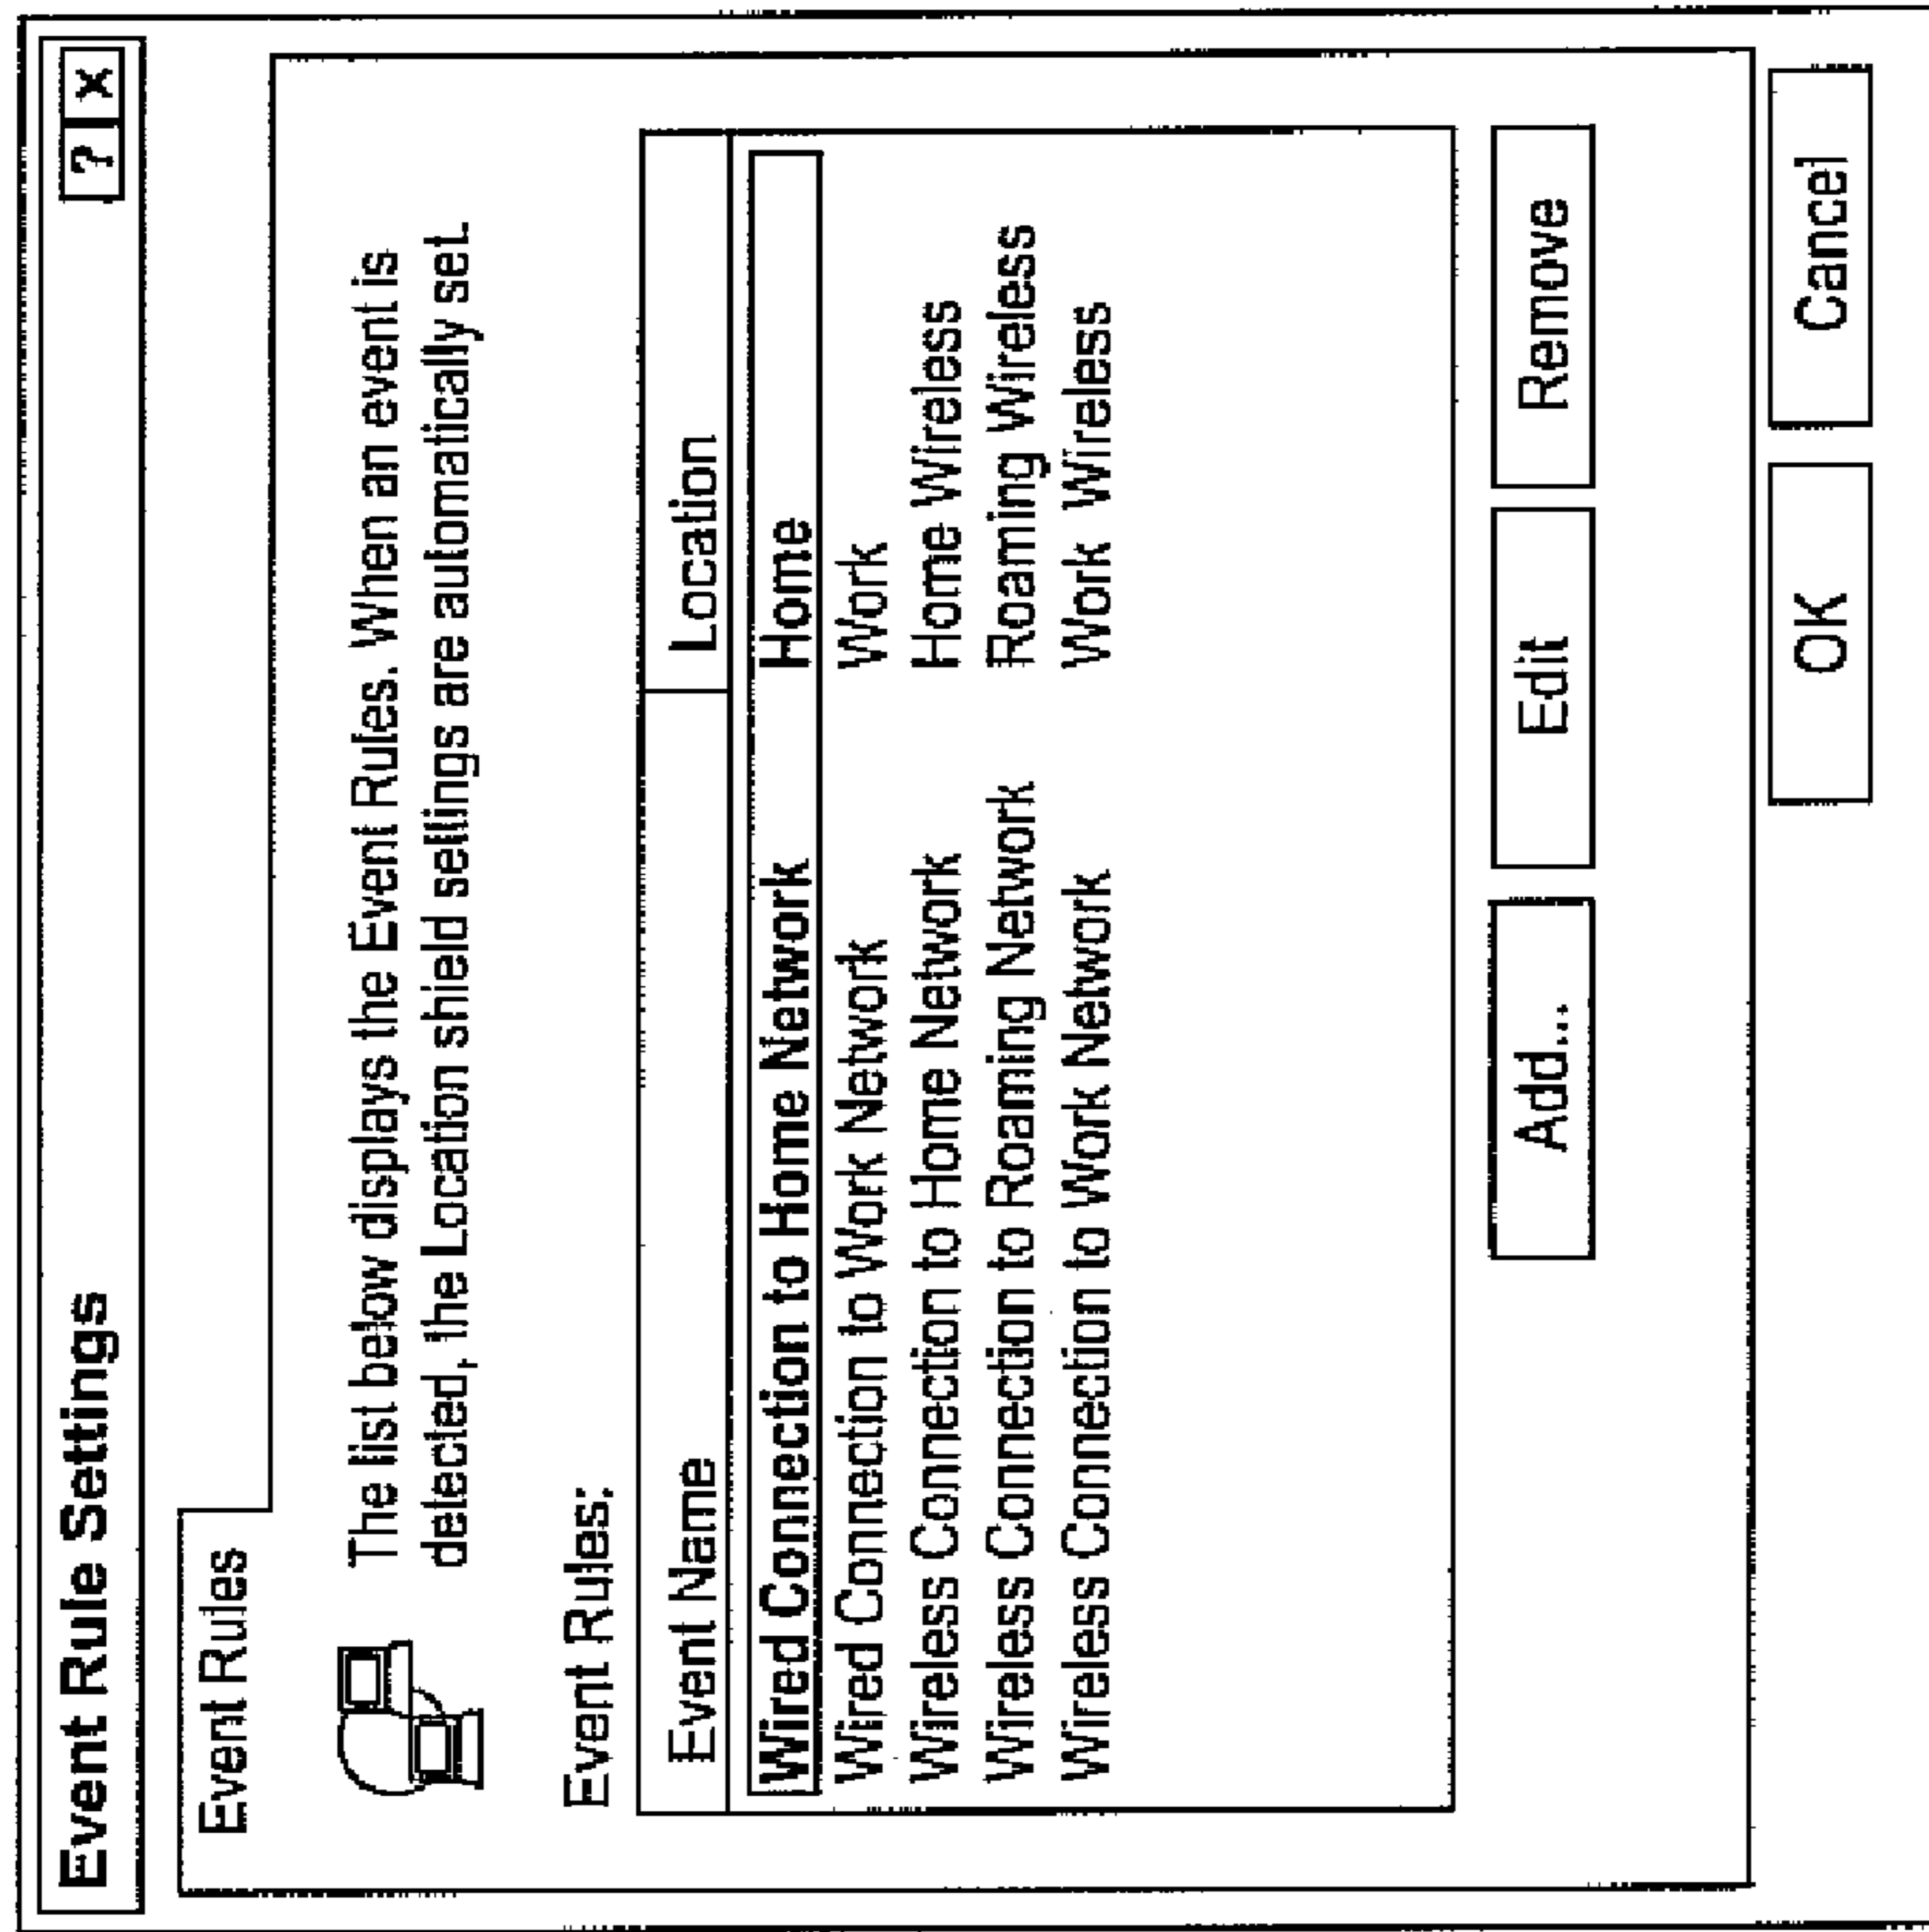 Event Rule Settings ? x
Event Rules
The list below displays the Event Rules. When an event is
detected, the Location shield sellings are automatically set.
Event Rules:
Event Name Location
Wired Connection to Home Network Home
Wired Connection to Work Network Work
Wireless Connection to Home Network Home Wireless
Wireless Connection to Roaming Network Roaming Wireless
Wireless Connection to Work Network Work Wireless
Add... Edit Remove
OK Cancel